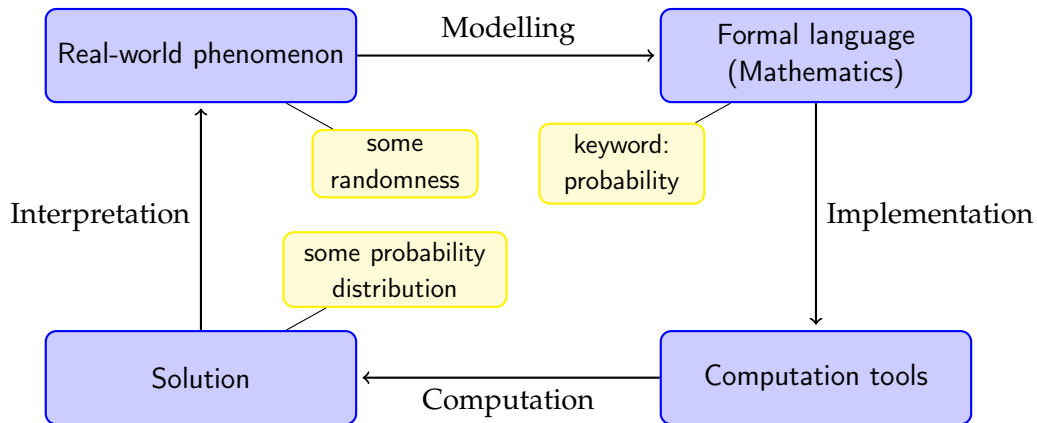 Modelling
Real-world phenomenon
Formal language
(Mathematics)
some
randomness
keyword:
probability
Interpretation
Implementation
some probability
distribution
Solution
Computation tools
Computation